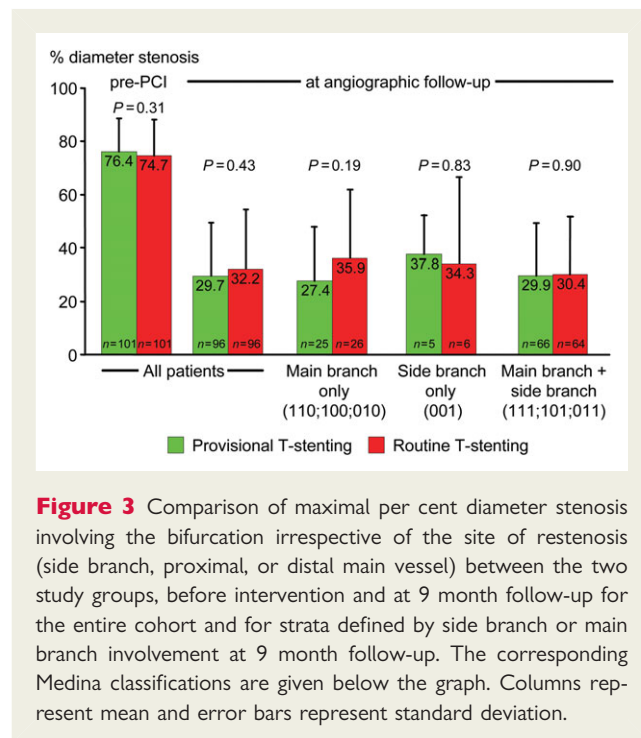 % diameter stenosis
pre-PCI at angiographic follow-up
100
80
60
40
20
0
P=0.31
P=0.43
P=0.19
P=0.83
P=0.90
76.4 74.7
29.7 32.2
27.4 35.9
37.8 34.3
29.9 30.4
n=101 n=101
n=96 n=96
n=25 n=26
n=5 n=6
n=66 n=64
All patients
Main branch
only
(110;100;010)
Side branch
only
(001)
Main branch +
side branch
(111;101;011)
Provisional T-stenting Routine T-stenting
Figure 3 Comparison of maximal per cent diameter stenosis
involving the bifurcation irrespective of the site of restenosis
(side branch, proximal, or distal main vessel) between the two
study groups, before intervention and at 9 month follow-up for
the entire cohort and for strata defined by side branch or main
branch involvement at 9 month follow-up. The corresponding
Medina classifications are given below the graph. Columns rep-
resent mean and error bars represent standard deviation.